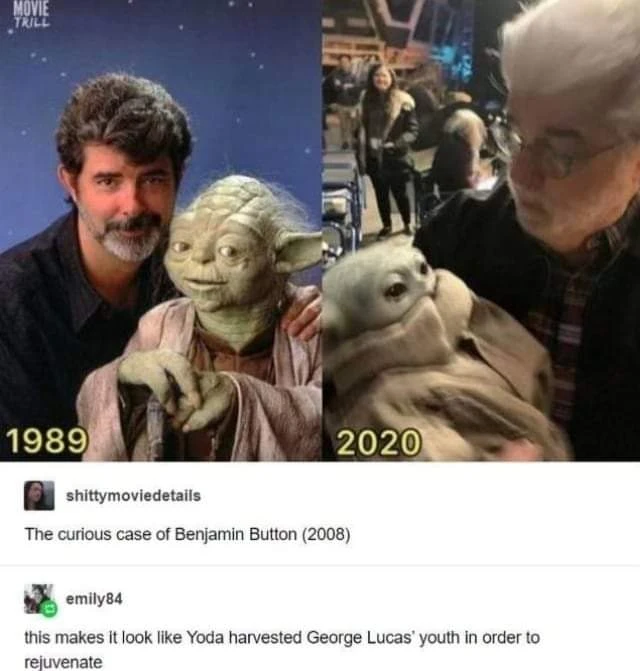 MOVIE
TRILL
1989
2020
shittymoviedetails
The curious case of Benjamin Button (2008)
emily84
this makes it look like Yoda harvested George Lucas' youth in order to
rejuvenate